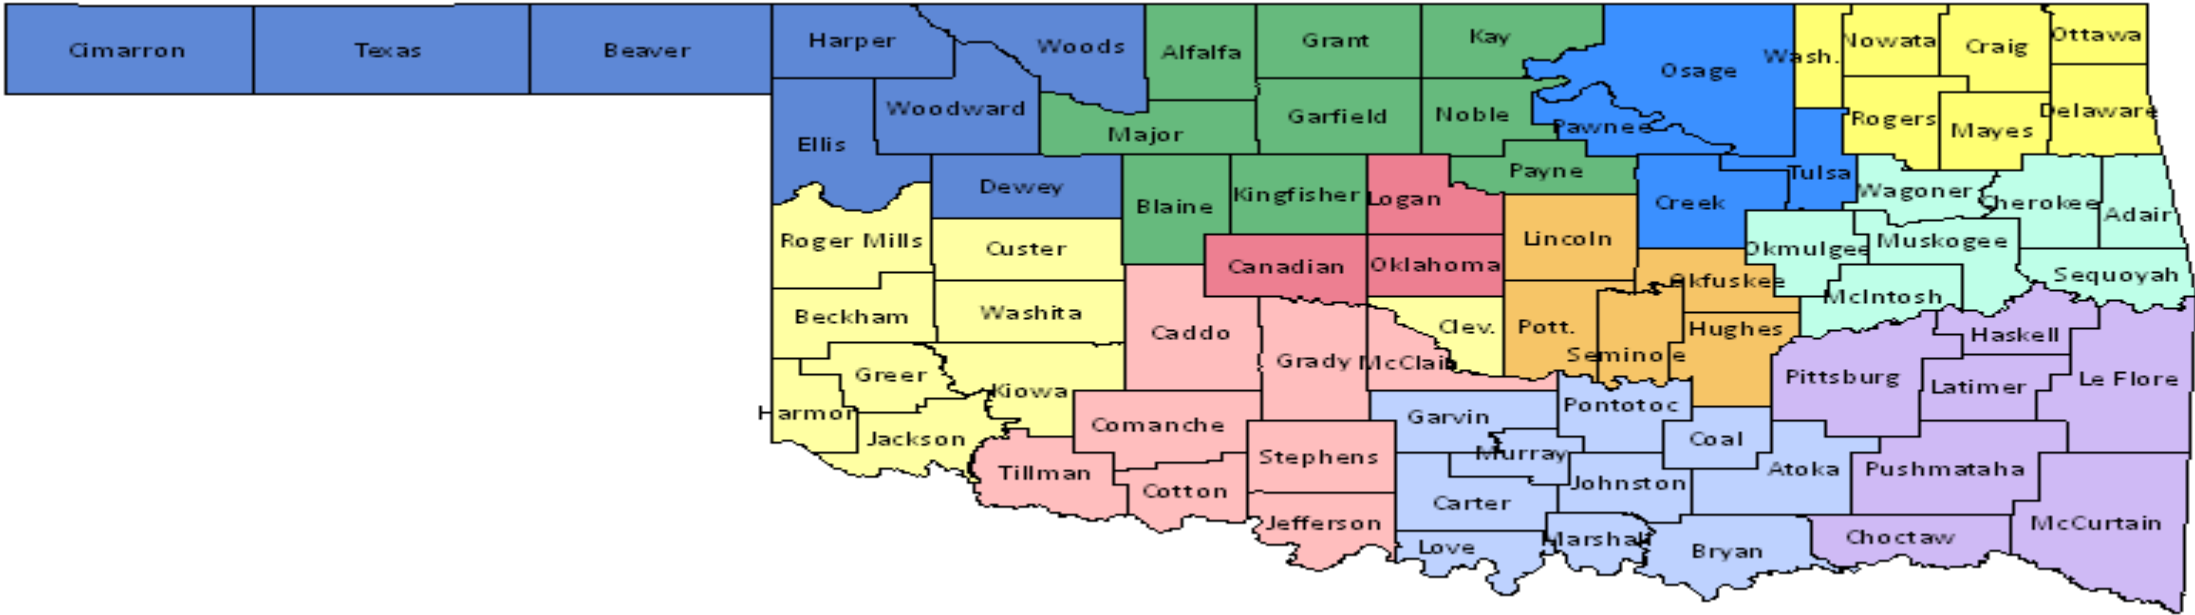 Cimarron
Texas
Beaver
Harper
Woods
Alfalfa
Grant
Kay
Osage
Wash.
Nowata
Craig
Ottawa
Ellis
Woodward
Major
Garfield
Noble
Pawnee
Rogers
Mayes
Delaware
Dewey
Blaine
Kingfisher
Logan
Payne
Creek
Tulsa
Wagoner
Cherokee
Adair
Roger Mills
Custer
Canadian
Oklahoma
Lincoln
Okfuskee
Okmulgee
Muskogee
Sequoyah
McIntosh
Beckham
Washita
Caddo
Grady
McClain
Clev.
Pott.
Seminole
Hughes
Pittsburg
Haskell
Latimer
Le Flore
Harmon
Greer
Kiowa
Jackson
Comanche
Tillman
Cotton
Stephens
Jefferson
Garvin
Murray
Pontotoc
Coal
Carter
Johnston
Atoka
Pushmataha
Love
Marshall
Bryan
Choctaw
McCurtain